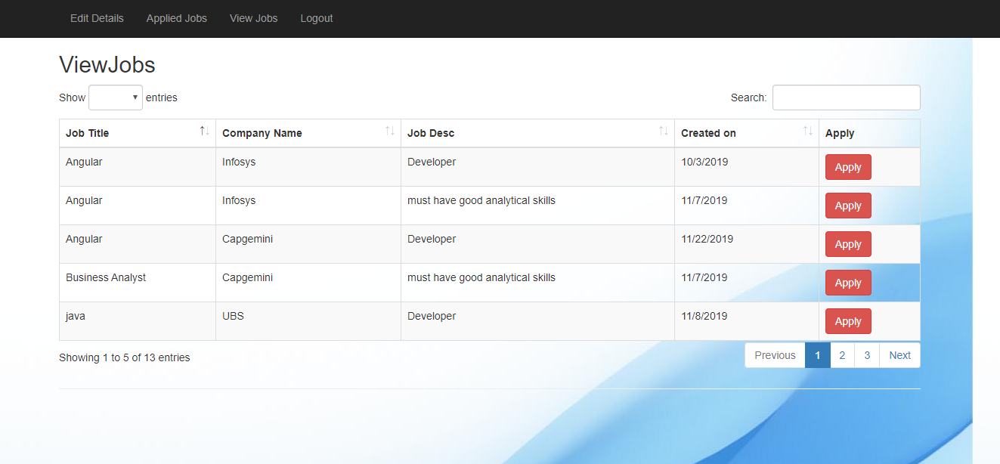 Edit Details Applied Jobs View Jobs Logout
ViewJobs
Show entries Search:
Job Title Company Name Job Desc Created on Apply
Angular Infosys Developer 10/3/2019 Apply
Angular Infosys must have good analytical skills 11/7/2019 Apply
Angular Capgemini Developer 11/22/2019 Apply
Business Analyst Capgemini must have good analytical skills 11/7/2019 Apply
java UBS Developer 11/8/2019 Apply
Showing 1 to 5 of 13 entries Previous 1 2 3 Next